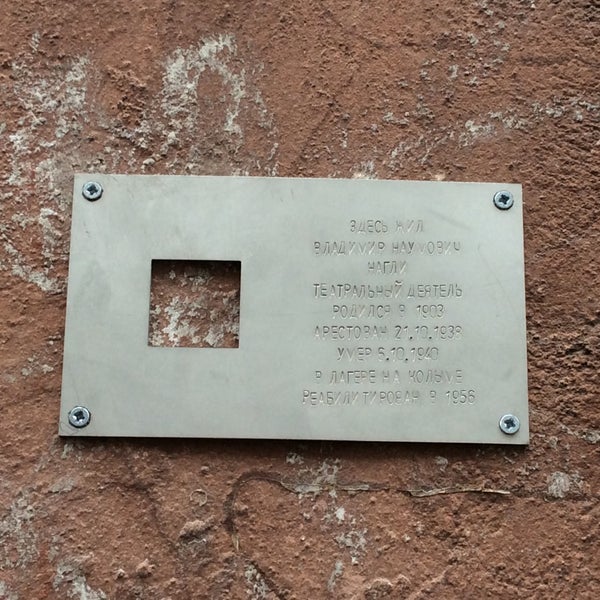 ЗДЕСЬ ЖИЛ
ВЛАДИМИР НАУМОВИЧ
НАГЛИ
ТЕАТРАЛЬНЫЙ ДЕЯТЕЛЬ
РОДИЛСЯ В 1903
АРЕСТОВАН 21.10.1938
УМЕР 5.10.1940
В ЛАГЕРЕ НА КОЛЫМЕ
РЕАБИЛИТИРОВАН В 1956